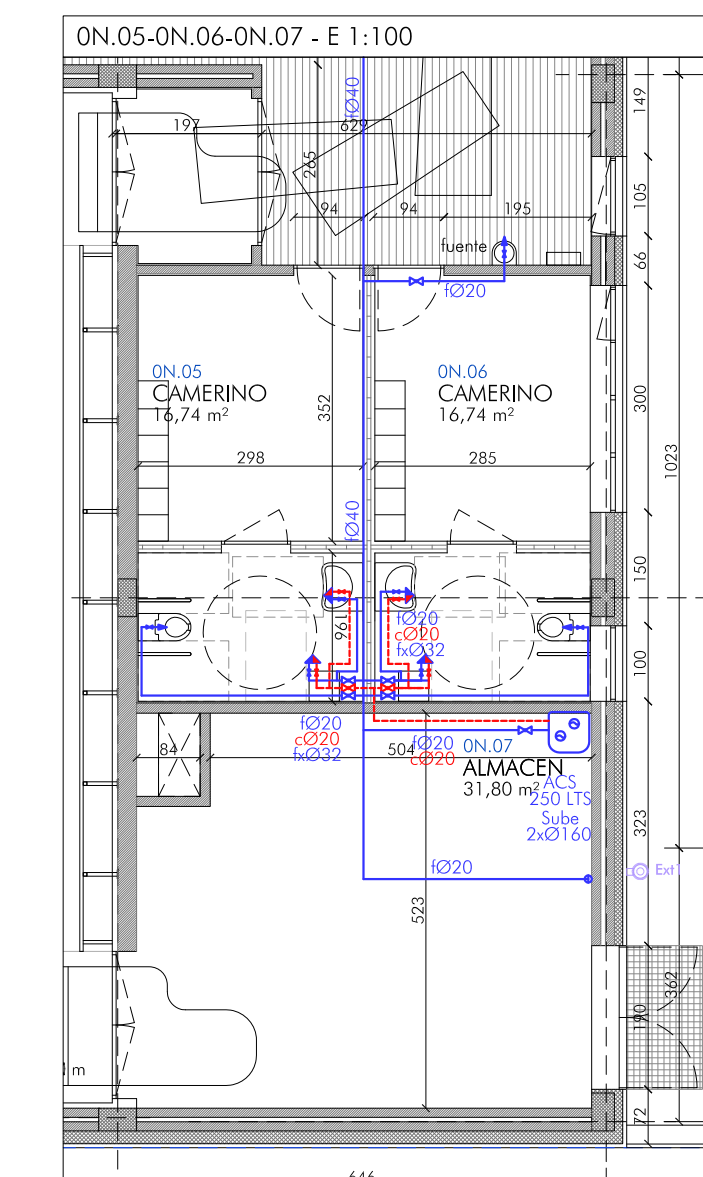 0N.05-0N.06-0N.07 - E 1:100
fØ40
149
197
629
265
105
94
94
195
fuente
66
fØ20
0N.05
CAMERINO
16,74 m²
0N.06
CAMERINO
16,74 m²
352
300
298
285
1023
fØ40
150
196
fØ20
cØ20
fxØ32
100
fØ20
cØ20
fxØ32
84
504
fØ20
cØ20
0N.07
ALMACEN
31,80 m²
ACS
250 LTS
Sube
2xØ160
323
fØ20
Ext1
523
362
190
m
72
646